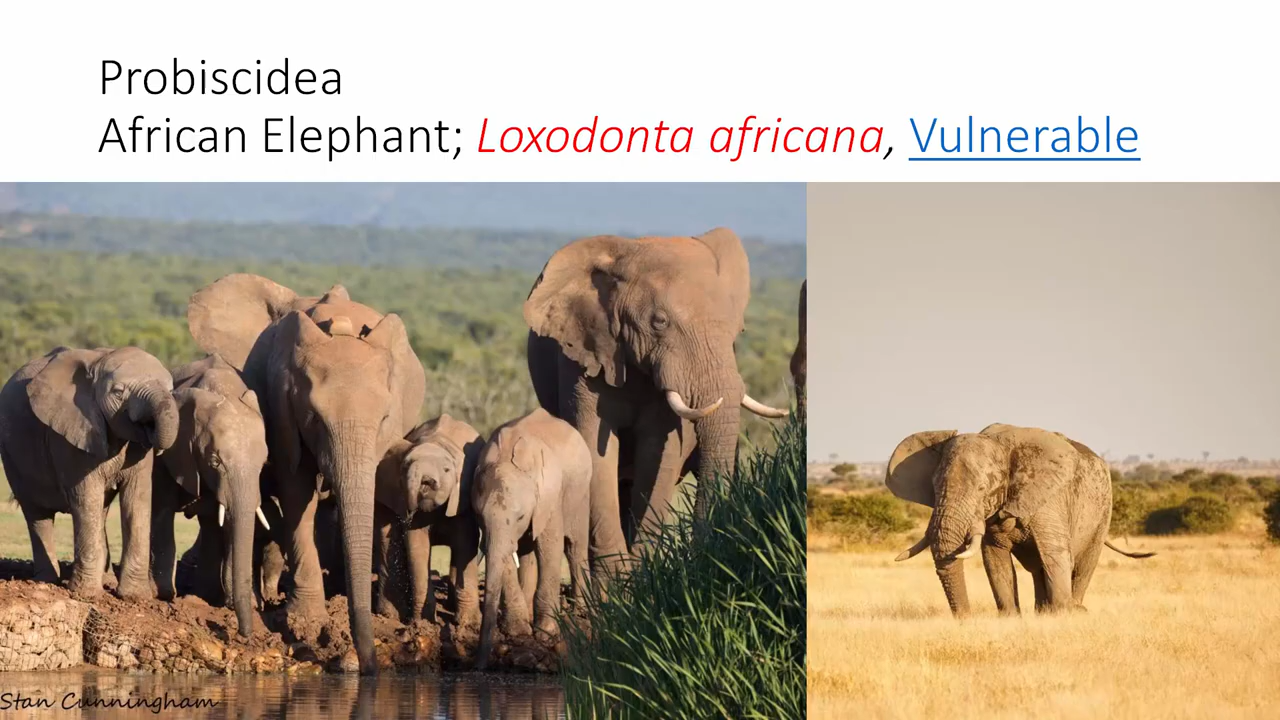 Probiscidea
African Elephant; Loxodonta africana, Vulnerable
Stan Cunningham